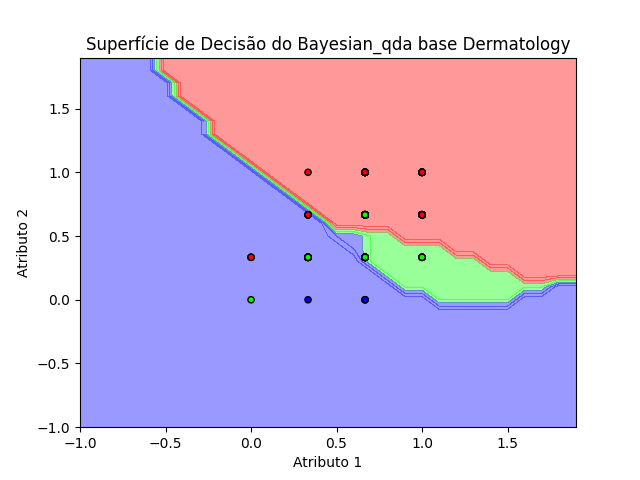 Superfície de Decisão do Bayesian_qda base Dermatology
Atributo 2
1.5
1.0
0.5
0.0
−0.5
−1.0
−1.0 −0.5 0.0 0.5 1.0 1.5
Atributo 1